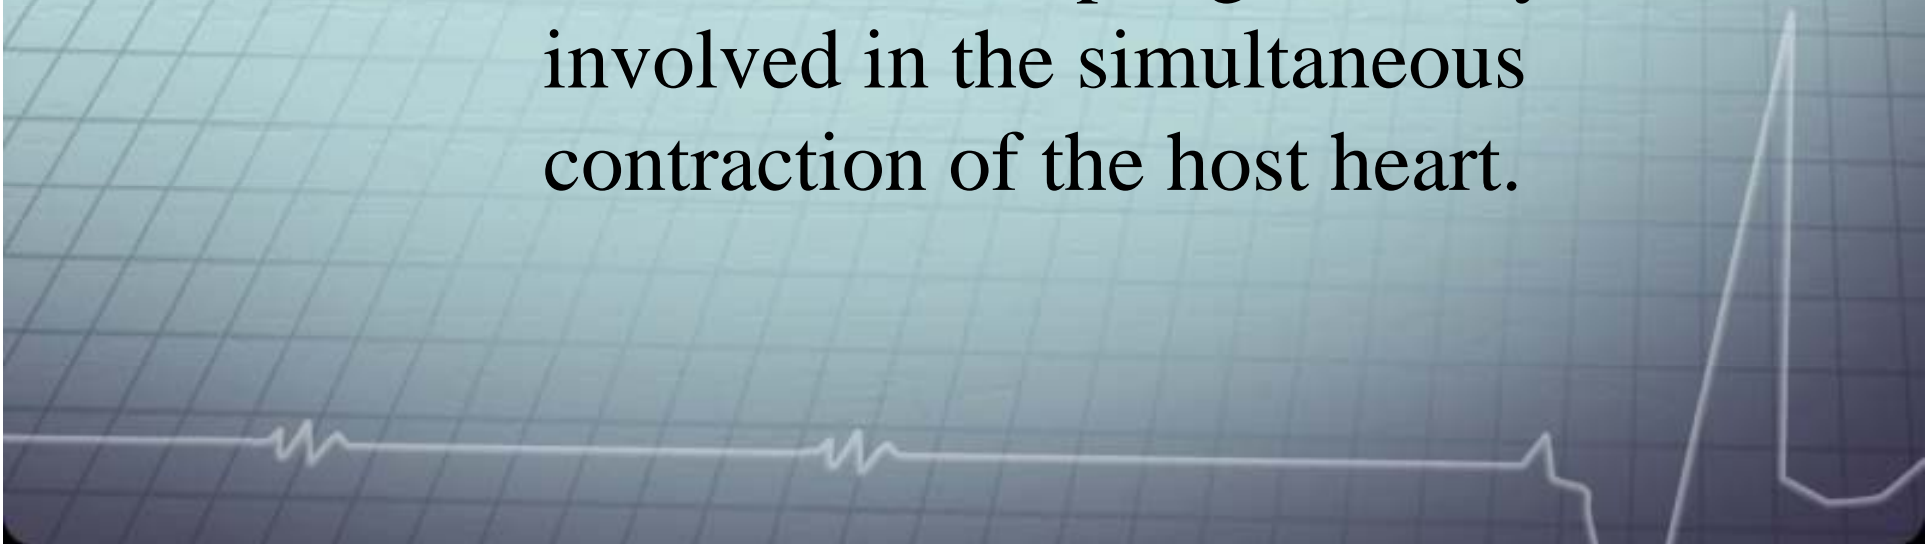 involved in the simultaneous
contraction of the host heart.